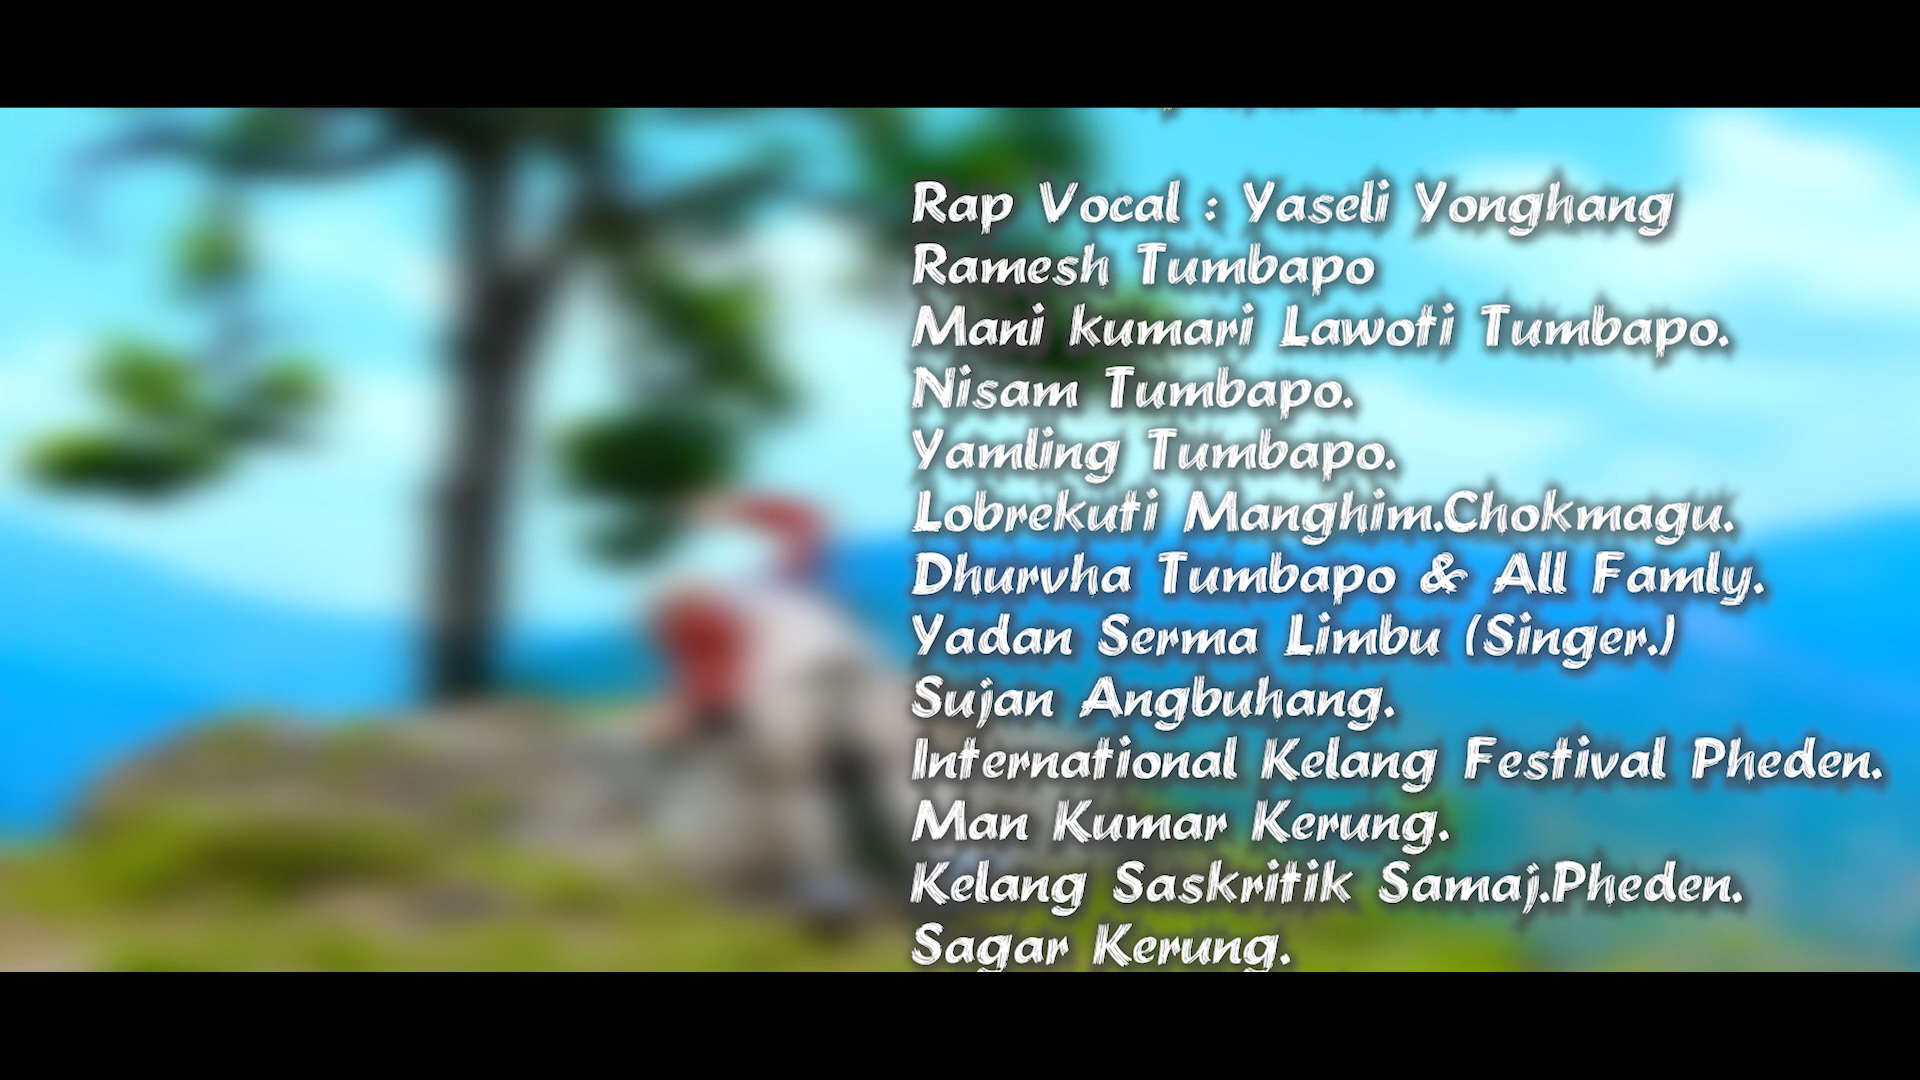 Rap Vocal : Yaseli Yonghang
Ramesh Tumbapo
Mani kumari Lawoti Tumbapo.
Nisam Tumbapo.
Yamling Tumbapo.
Lobrekuti Manghim.Chokmagu.
Dhurvha Tumbapo & All Famly.
Yadan Serma Limbu (Singer.)
Sujan Angbuhang.
International Kelang Festival Pheden.
Man Kumar Kerung.
Kelang Saskritik Samaj.Pheden.
Sagar Kerung.